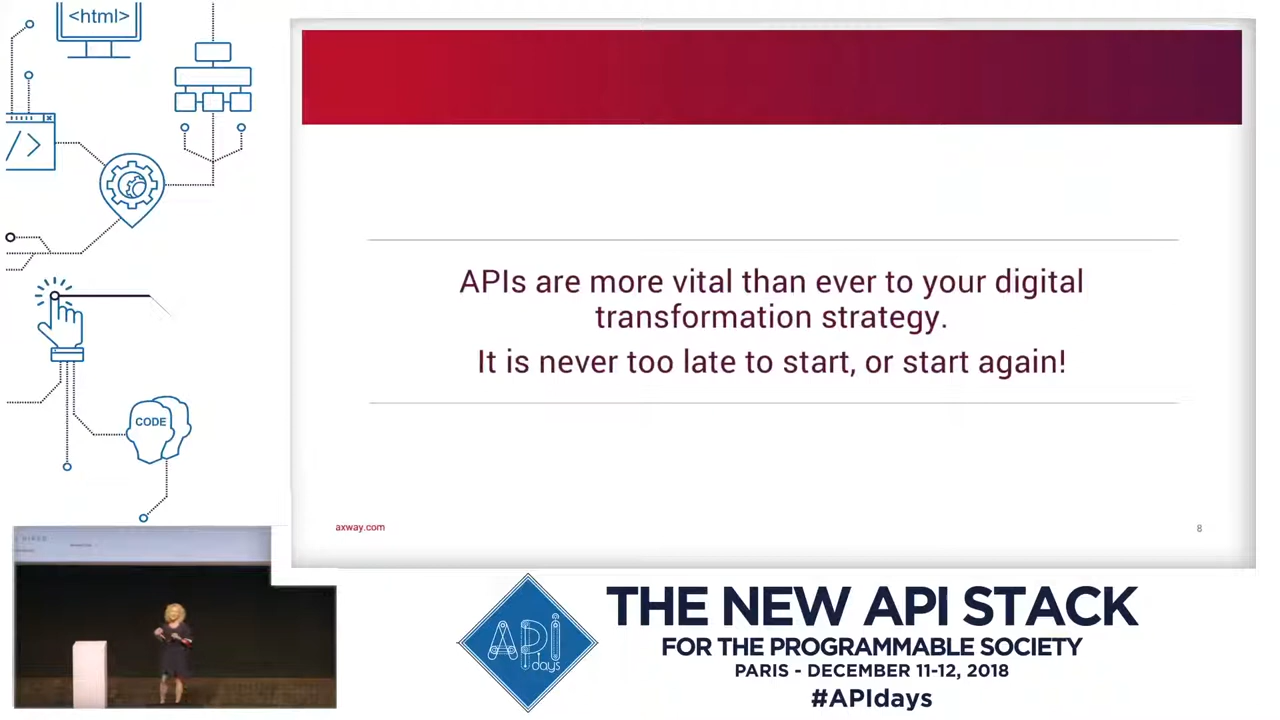 <html>
</>
CODE
APIs are more vital than ever to your digital
transformation strategy.
It is never too late to start, or start again!
axway.com
8
API
days
THE NEW API STACK
FOR THE PROGRAMMABLE SOCIETY
PARIS - DECEMBER 11-12, 2018
#APIdays